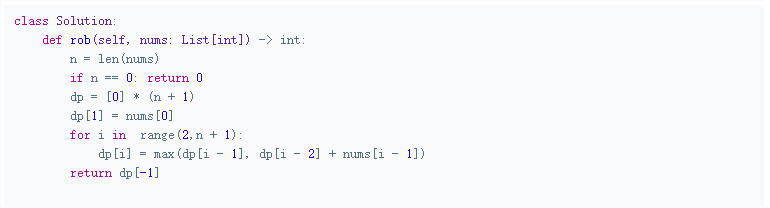 class Solution:
    def rob(self, nums: List[int]) -> int:
        n = len(nums)
        if n == 0: return 0
        dp = [0] * (n + 1)
        dp[1] = nums[0]
        for i in  range(2,n + 1):
            dp[i] = max(dp[i - 1], dp[i - 2] + nums[i - 1])
        return dp[-1]